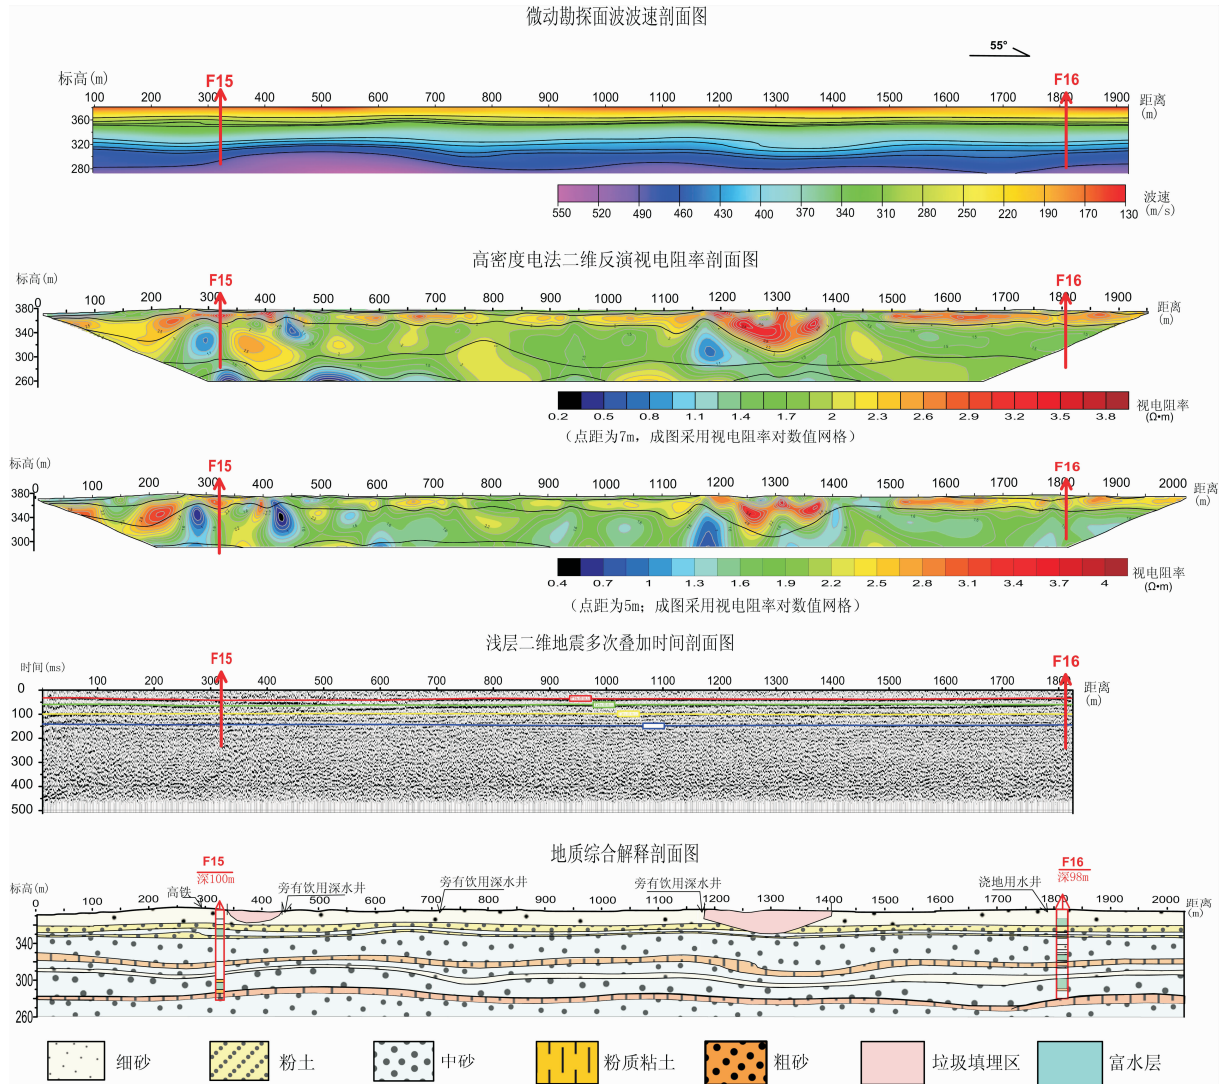 微动勘探面波波速剖面图
55°
标高(m)
F15
F16
100 200 300 400 500 600 700 800 900 1000 1100 1200 1300 1400 1500 1600 1700 1800 1900
距离
(m)
360
320
280
550 520 490 460 430 400 370 340 310 280 250 220 190 170 130
波速
(m/s)
高密度电法二维反演视电阻率剖面图
标高(m)
F15
F16
0 100 200 300 400 500 600 700 800 900 1000 1100 1200 1300 1400 1500 1600 1700 1800 1900
距离
(m)
380
340
300
260
0.2 0.5 0.8 1.1 1.4 1.7 2 2.3 2.6 2.9 3.2 3.5 3.8
视电阻率
(Ω•m)
(点距为7m，成图采用视电阻率对数值网格)
标高(m)
F15
F16
0 100 200 300 400 500 600 700 800 900 1000 1100 1200 1300 1400 1500 1600 1700 1800 1900 2000
距离
(m)
380
340
300
0.4 0.7 1 1.3 1.6 1.9 2.2 2.5 2.8 3.1 3.4 3.7 4
视电阻率
(Ω•m)
(点距为5m；成图采用视电阻率对数值网格)
浅层二维地震多次叠加时间剖面图
时间(ms)
F15
F16
100 200 300 400 500 600 700 800 900 1000 1100 1200 1300 1400 1500 1600 1700 1800
距离
(m)
0
100
200
300
400
500
地质综合解释剖面图
F15
深100m
F16
深98m
标高(m)
高铁
旁有饮用深水井
旁有饮用深水井
旁有饮用深水井
浇地用水井
0 100 200 300 400 500 600 700 800 900 1000 1100 1200 1300 1400 1500 1600 1700 1800 1900 2000
距离
(m)
340
300
260
细砂 粉土 中砂 粉质粘土 粗砂 垃圾填埋区 富水层